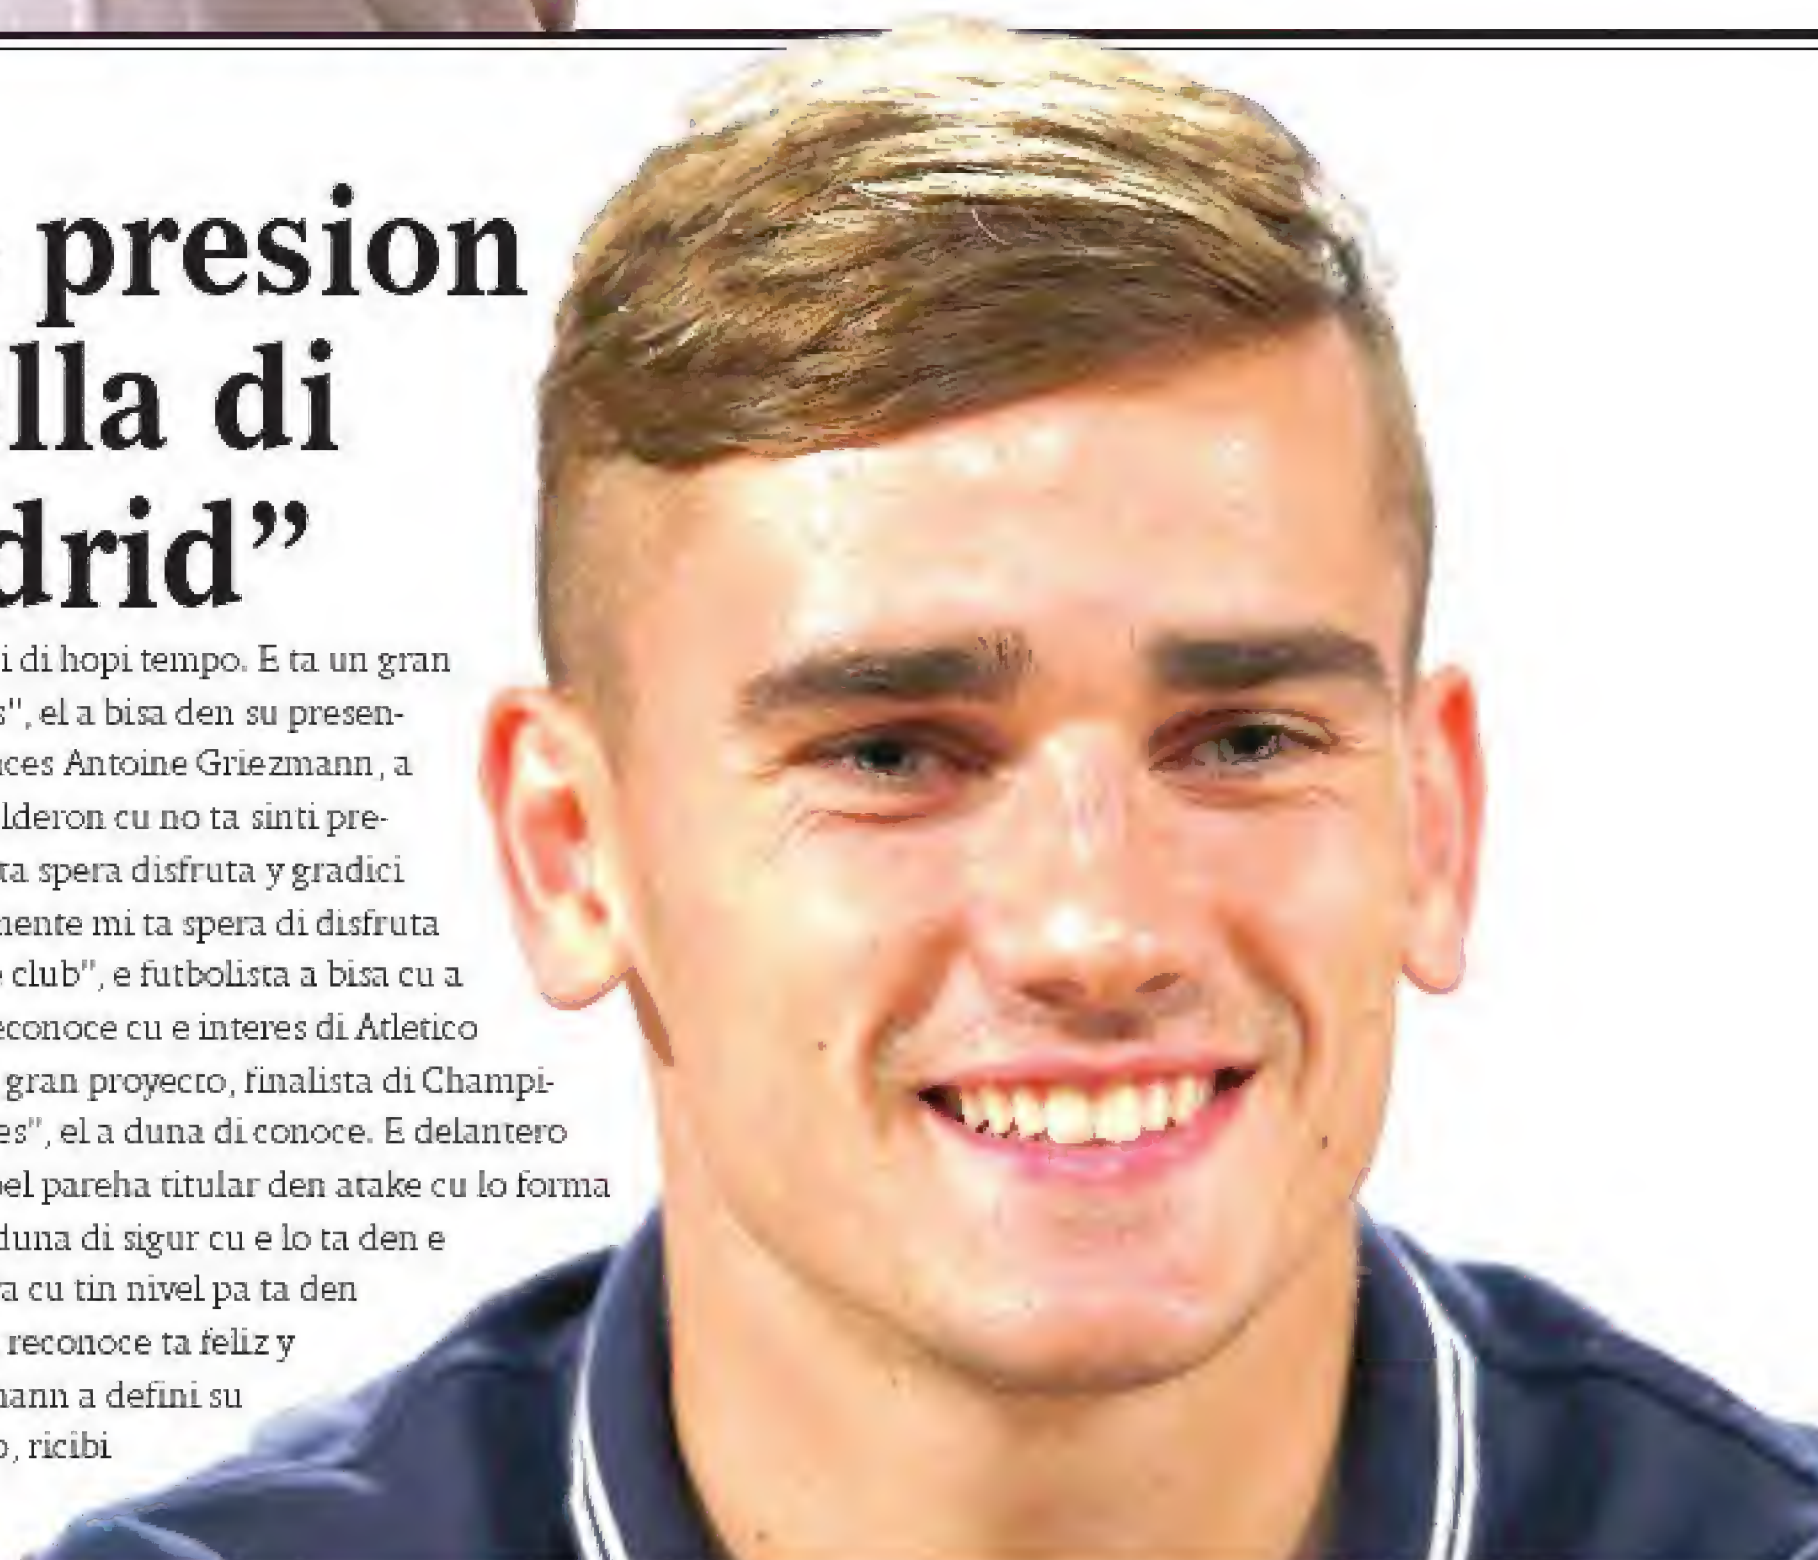 presion
lla di
drid”
i di hopi tempo. E ta un gran
s", el a bisa den su presen-
ces Antoine Griezmann, a
lderon cu no ta sinti pre-
ta spera disfruta y gradici
mente mi ta spera di disfruta
e club", e futbolista a bisa cu a
econoce cu e interes di Atletico
gran proyecto, finalista di Champi-
es", el a duna di conoce. E delantero
el pareha titular den atake cu lo forma
duna di sigur cu e lo ta den e
a cu tin nivel pa ta den
reconoce ta feliz y
mann a defini su
o, ricibi